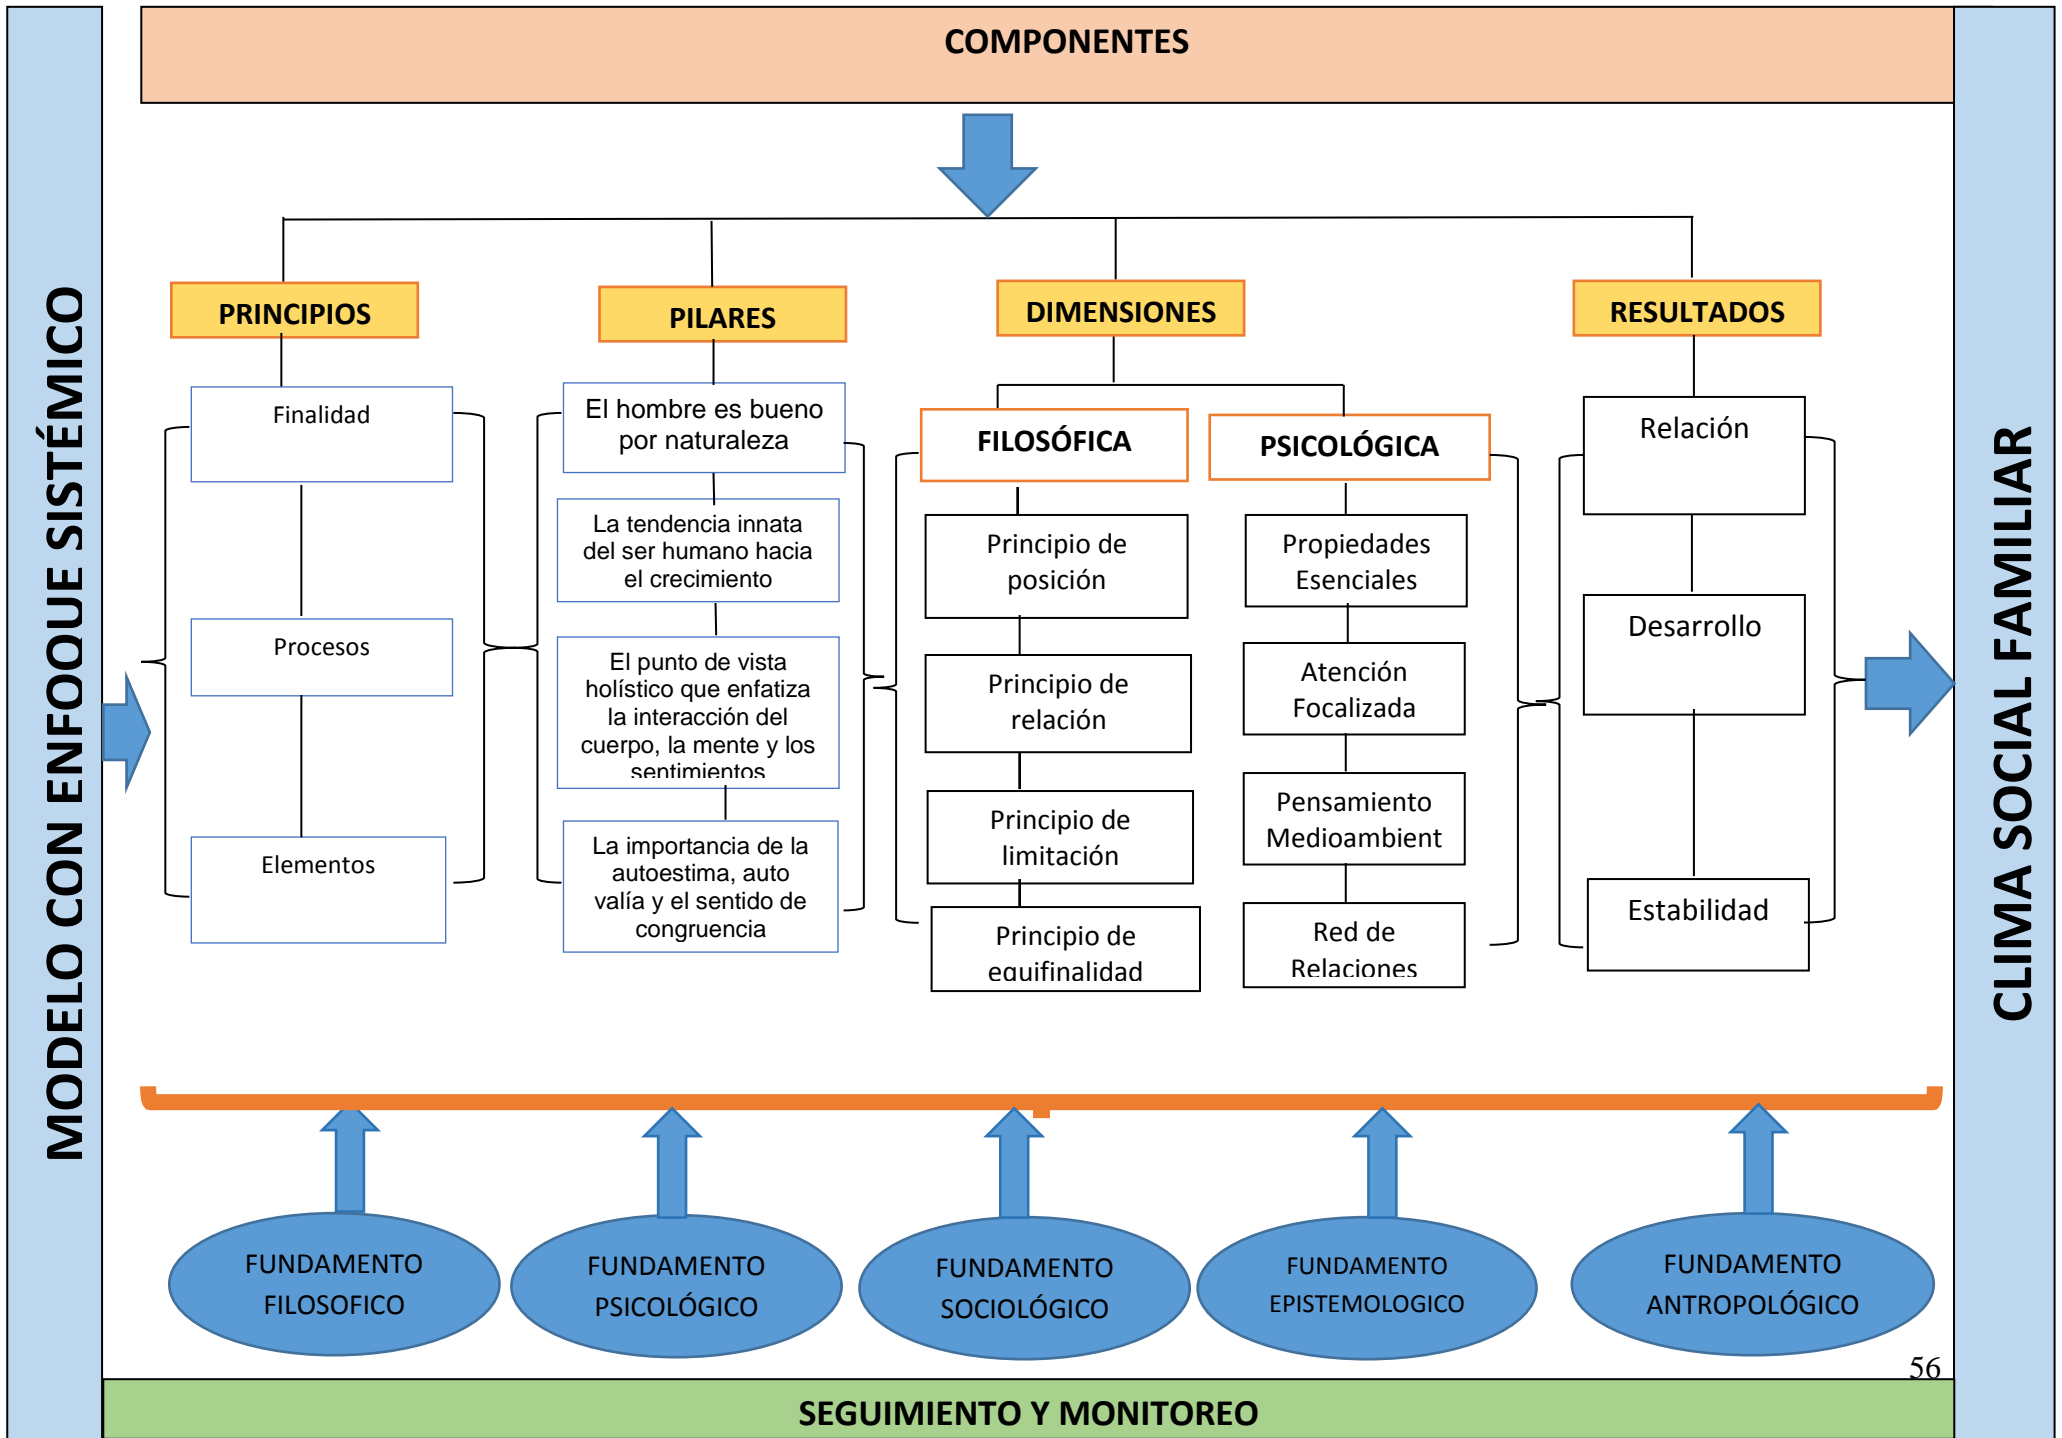 COMPONENTES
MODELO CON ENFOQUE SISTÉMICO
PRINCIPIOS
Finalidad
Procesos
Elementos
PILARES
El hombre es bueno
por naturaleza
La tendencia innata
del ser humano hacia
el crecimiento
El punto de vista
holístico que enfatiza
la interacción del
cuerpo, la mente y los
sentimientos
La importancia de la
autoestima, auto
valía y el sentido de
congruencia
DIMENSIONES
FILOSÓFICA
Principio de
posición
Principio de
relación
Principio de
limitación
Principio de
equifinalidad
PSICOLÓGICA
Propiedades
Esenciales
Atención
Focalizada
Pensamiento
Medioambient
Red de
Relaciones
RESULTADOS
Relación
Desarrollo
Estabilidad
CLIMA SOCIAL FAMILIAR
FUNDAMENTO
FILOSOFICO
FUNDAMENTO
PSICOLÓGICO
FUNDAMENTO
SOCIOLÓGICO
FUNDAMENTO
EPISTEMOLOGICO
FUNDAMENTO
ANTROPOLÓGICO
56
SEGUIMIENTO Y MONITOREO